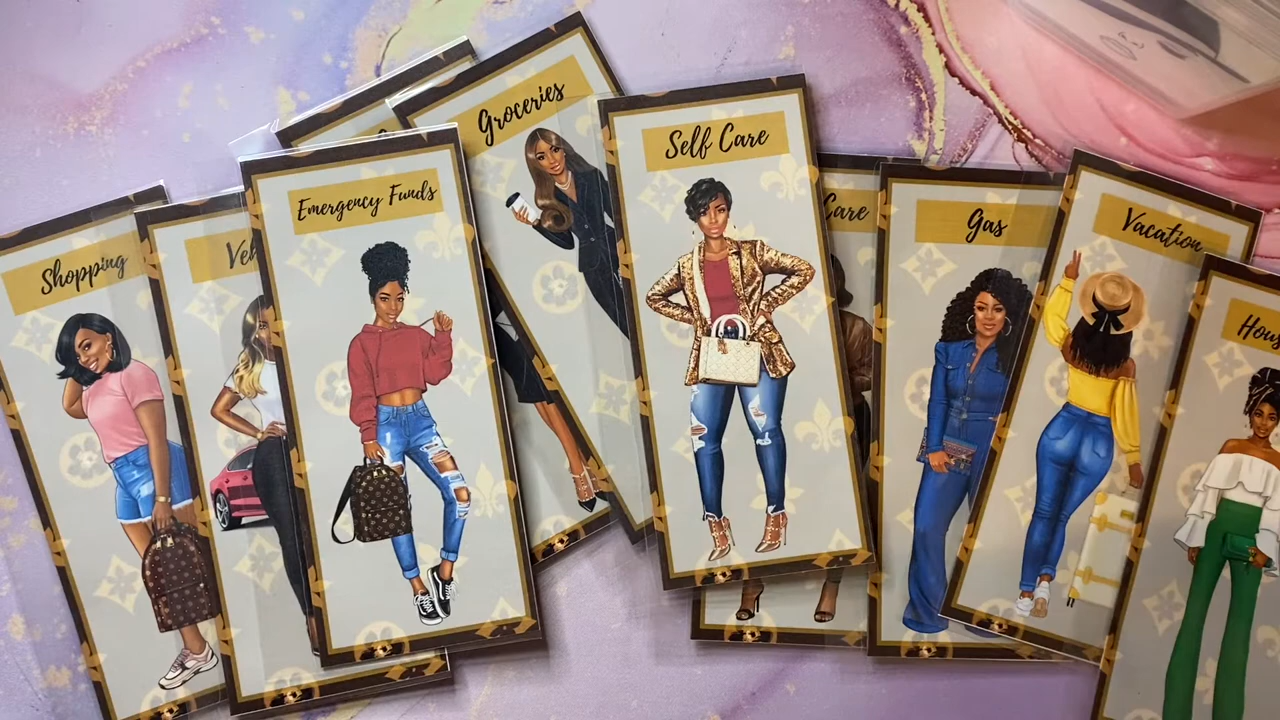 Shopping
Emergency Funds
Groceries
Self Care
Care
Gas
Vacation